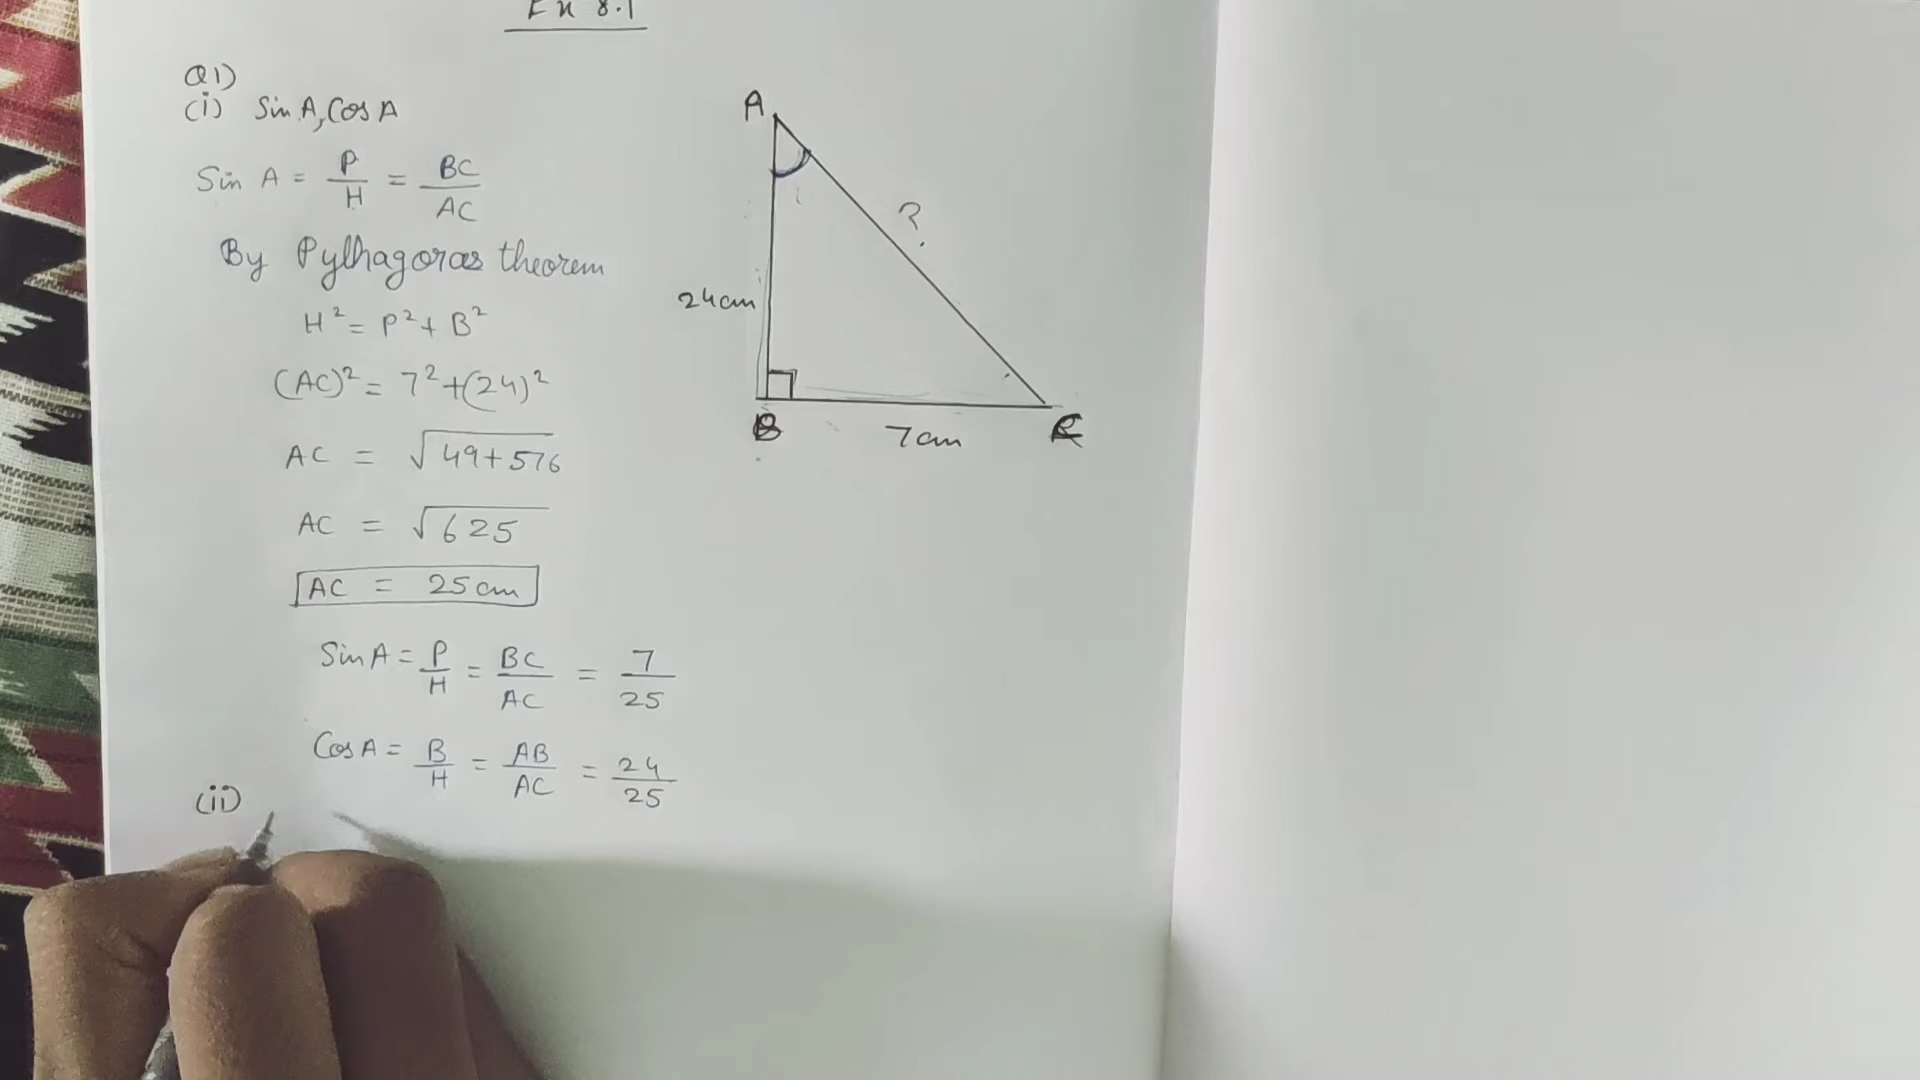 Ex 8.1
Q1)
(i) Sin A, Cos A
Sin A = P/H = BC/AC
By Pythagoras theorem
H² = P² + B²
(AC)² = 7² + (24)²
AC = √49+576
AC = √625
AC = 25cm
Sin A = P/H = BC/AC = 7/25
Cos A = B/H = AB/AC = 24/25
(ii)
A
?
24cm
B
7cm
C